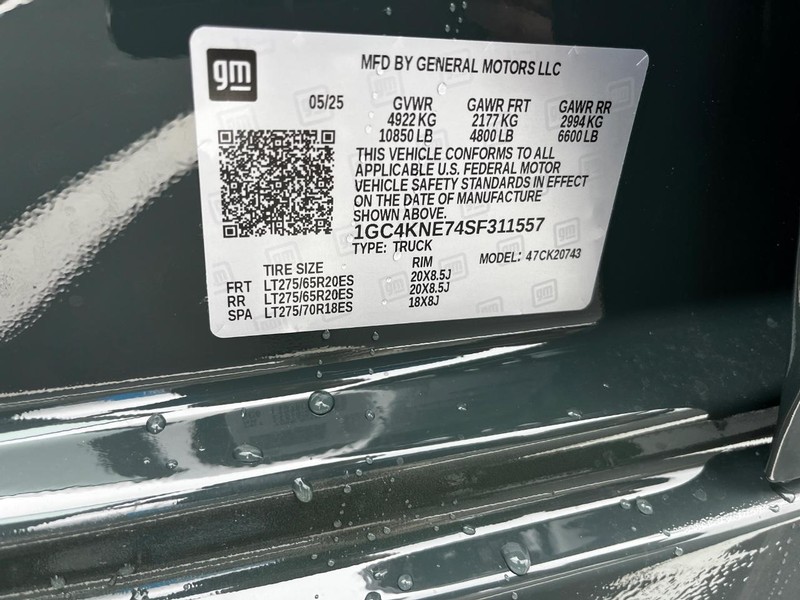 gm
MFD BY GENERAL MOTORS LLC
05/25 GVWR GAWR FRT GAWR RR
4922 KG 2177 KG 2994 KG
10850 LB 4800 LB 6600 LB
THIS VEHICLE CONFORMS TO ALL
APPLICABLE U.S. FEDERAL MOTOR
VEHICLE SAFETY STANDARDS IN EFFECT
ON THE DATE OF MANUFACTURE
SHOWN ABOVE.
1GC4KNE74SF311557
TYPE: TRUCK MODEL: 47CK20743
TIRE SIZE RIM
FRT LT275/65R20ES 20X8.5J
RR LT275/65R20ES 20X8.5J
SPA LT275/70R18ES 18X8J